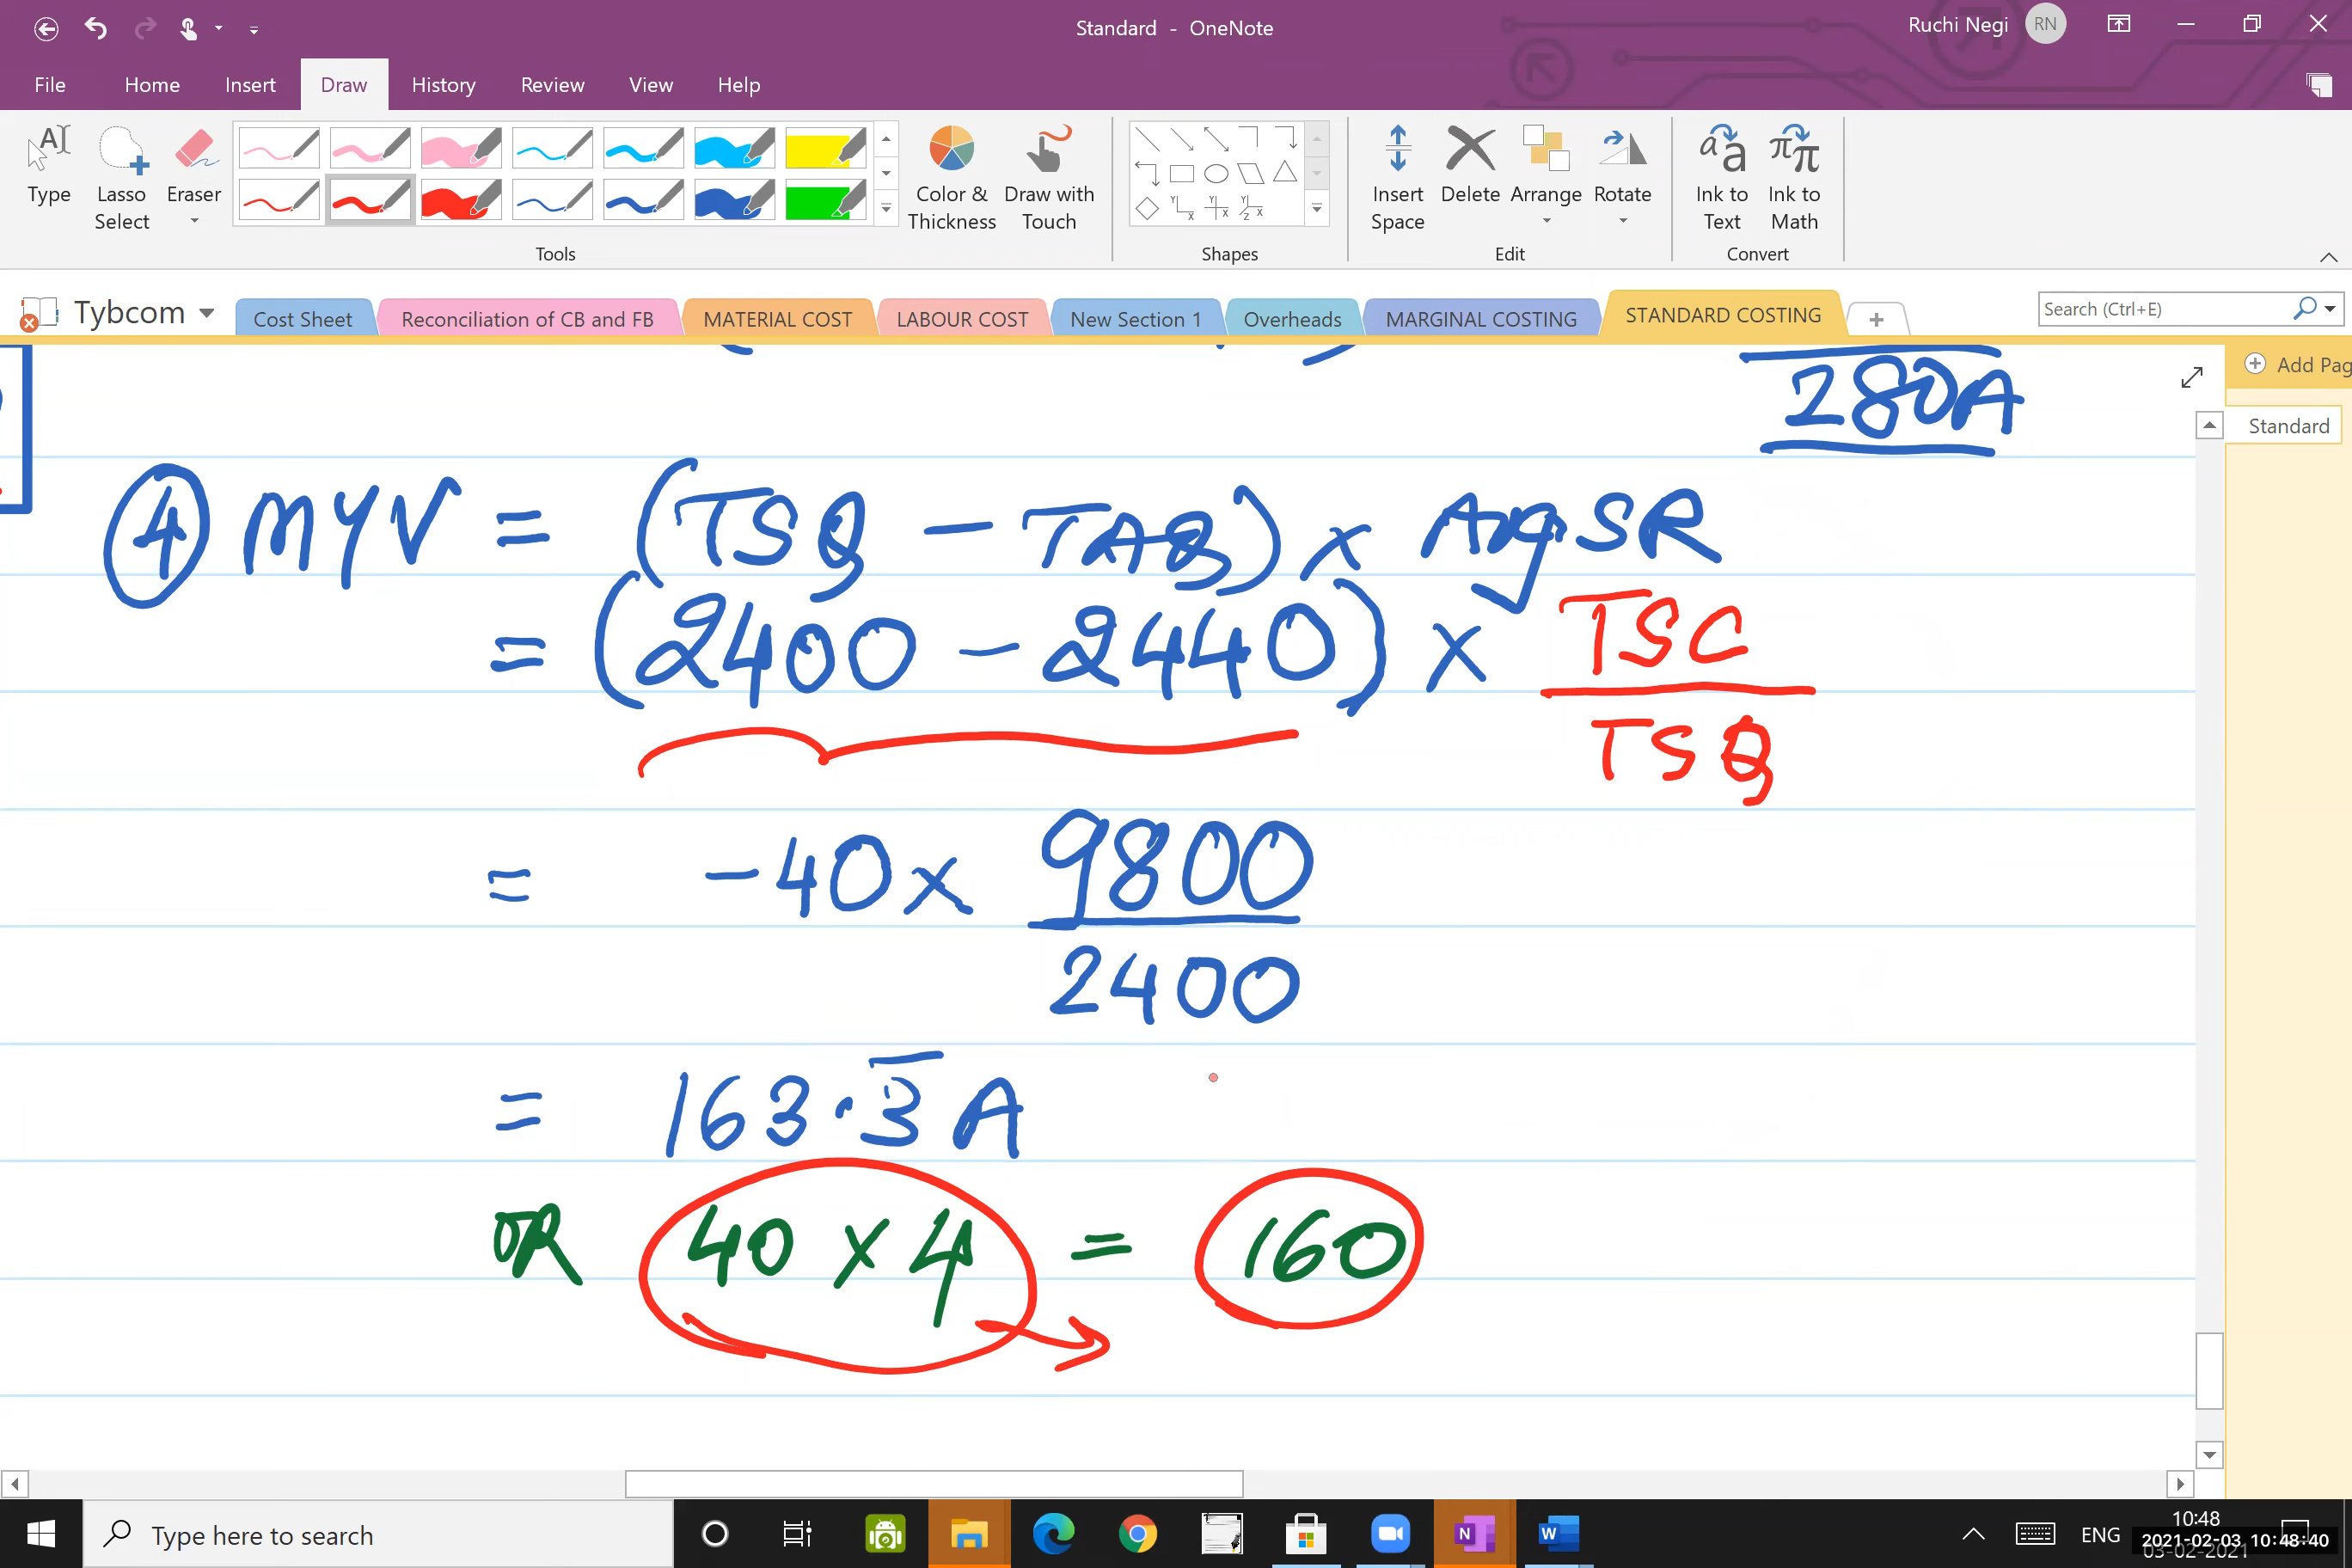 Standard - OneNote
Ruchi Negi RN
File Home Insert Draw History Review View Help
Type
Lasso Select
Eraser
Color & Thickness
Draw with Touch
Insert Space
Delete
Arrange
Rotate
Ink to Text
Ink to Math
Tools Shapes Edit Convert
Tybcom Cost Sheet Reconciliation of CB and FB MATERIAL COST LABOUR COST New Section 1 Overheads MARGINAL COSTING STANDARD COSTING
Search (Ctrl+E)
Add Pag
Standard
280A
4 MYV = (TSQ - TAQ) x Avg SR
= (2400 - 2440) x TSC
TSQ
= -40 x 9800
2400
= 163.3̅ A
OR 40 x 4 = 160
Type here to search
ENG
10:48
03-02-2021
2021-02-03 10:48:40